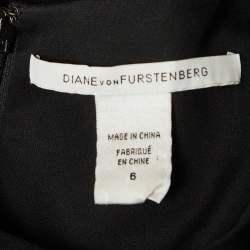 DIANE VON FURSTENBERG
MADE IN CHINA
FABRIQUÉ
EN CHINE
6